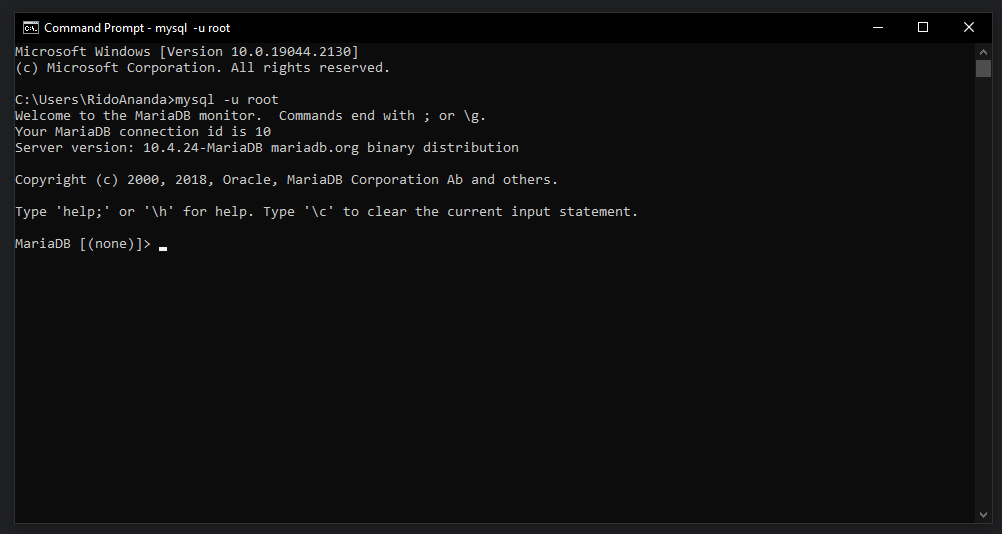 Command Prompt - mysql  -u root
Microsoft Windows [Version 10.0.19044.2130]
(c) Microsoft Corporation. All rights reserved.
C:\Users\RidoAnanda>mysql -u root
Welcome to the MariaDB monitor.  Commands end with ; or \g.
Your MariaDB connection id is 10
Server version: 10.4.24-MariaDB mariadb.org binary distribution
Copyright (c) 2000, 2018, Oracle, MariaDB Corporation Ab and others.
Type 'help;' or '\h' for help. Type '\c' to clear the current input statement.
MariaDB [(none)]> _